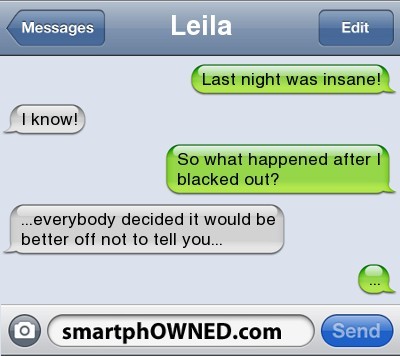 Messages
Leila
Edit
Last night was insane!
I know!
So what happened after I
blacked out?
...everybody decided it would be
better off not to tell you...
...
smartphOWNED.com
Send